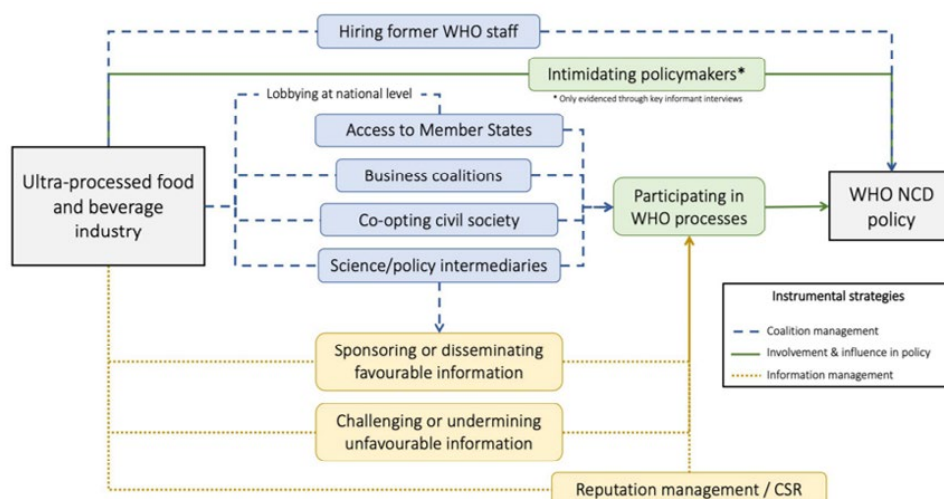 Hiring former WHO staff
Intimidating policymakers*
* Only evidenced through key informant interviews
Lobbying at national level
Access to Member States
Ultra-processed food
and beverage
industry
Business coalitions
Co-opting civil society
Science/policy intermediaries
Participating in
WHO processes
WHO NCD
policy
Instrumental strategies
Coalition management
Involvement & influence in policy
Information management
Sponsoring or disseminating
favourable information
Challenging or undermining
unfavourable information
Reputation management / CSR